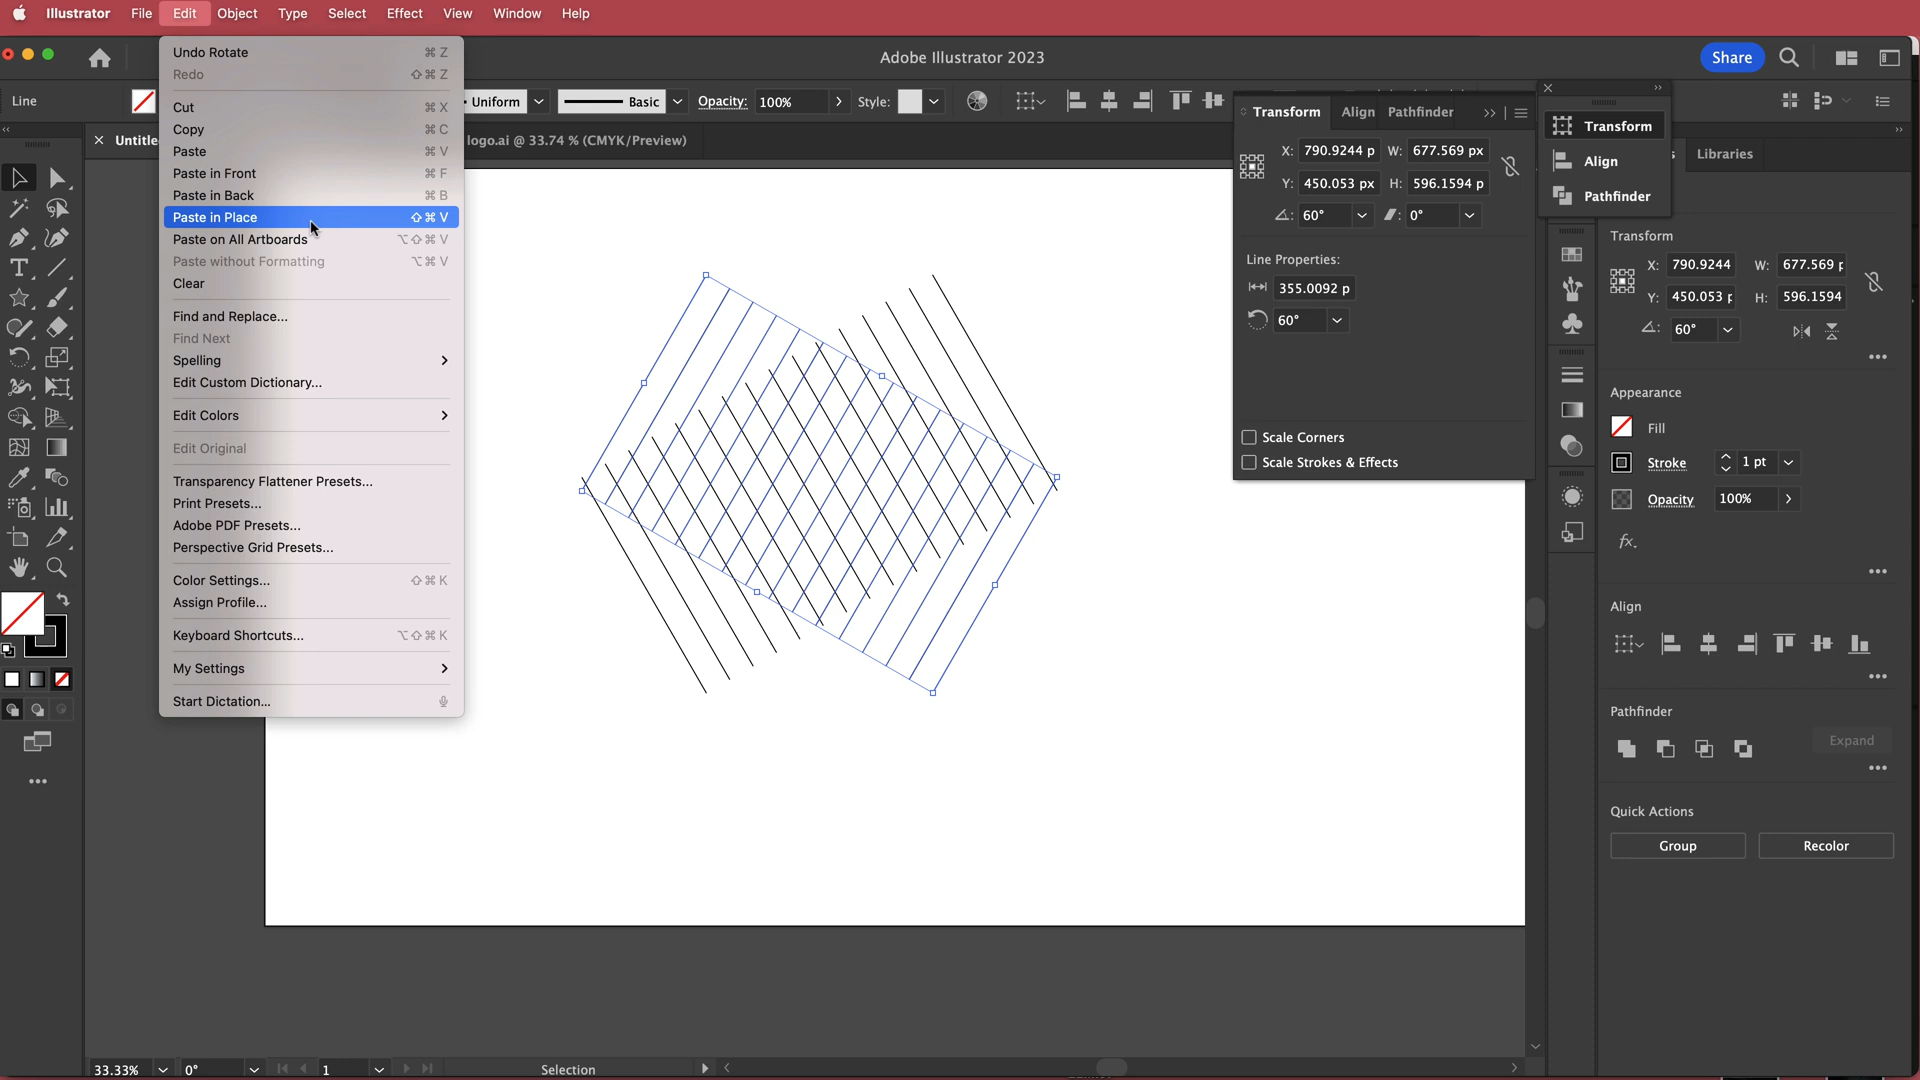 Illustrator File Edit Object Type Select Effect View Window Help
Adobe Illustrator 2023
Share
Line
Uniform
Basic
Opacity: 100%
Style:
Untitle
logo.ai @ 33.74 % (CMYK/Preview)
Undo Rotate ⌘ Z
Redo ⇧ ⌘ Z
Cut ⌘ X
Copy ⌘ C
Paste ⌘ V
Paste in Front ⌘ F
Paste in Back ⌘ B
Paste in Place ⇧ ⌘ V
Paste on All Artboards ⌥ ⇧ ⌘ V
Paste without Formatting ⌥ ⌘ V
Clear
Find and Replace...
Find Next
Spelling
Edit Custom Dictionary...
Edit Colors
Edit Original
Transparency Flattener Presets...
Print Presets...
Adobe PDF Presets...
Perspective Grid Presets...
Color Settings... ⇧ ⌘ K
Assign Profile...
Keyboard Shortcuts... ⌥ ⇧ ⌘ K
My Settings
Start Dictation...
Transform Align Pathfinder
X: 790.9244 p W: 677.569 px
Y: 450.053 px H: 596.1594 p
60° 0°
Line Properties:
355.0092 p
60°
Scale Corners
Scale Strokes & Effects
Transform
Align
Pathfinder
s
Libraries
Transform
X: 790.9244 W: 677.569 p
Y: 450.053 p H: 596.1594
60°
Appearance
Fill
Stroke 1 pt
Opacity 100%
fx.
Align
Pathfinder
Expand
Quick Actions
Group Recolor
33.33% 0° 1 Selection